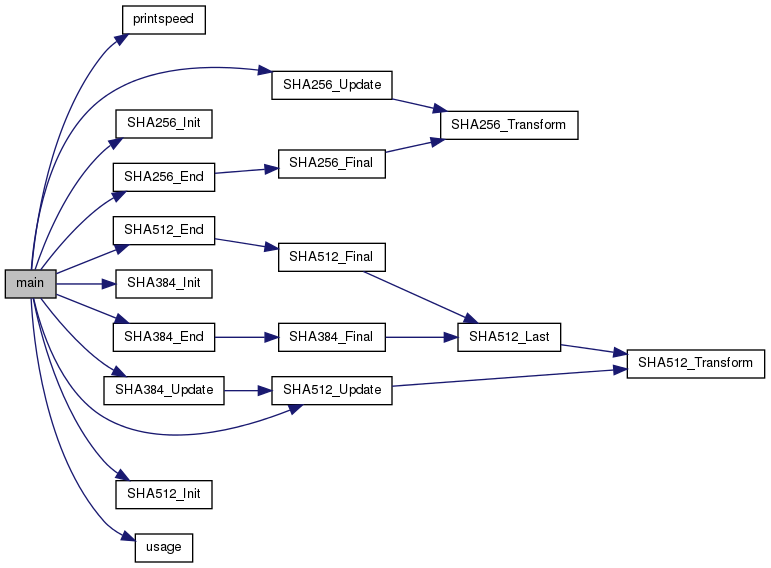 printspeed
SHA256_Update
SHA256_Init
SHA256_Transform
SHA256_Final
SHA256_End
SHA512_End
SHA512_Final
main
SHA384_Init
SHA384_End
SHA384_Final
SHA512_Last
SHA512_Transform
SHA384_Update
SHA512_Update
SHA512_Init
usage